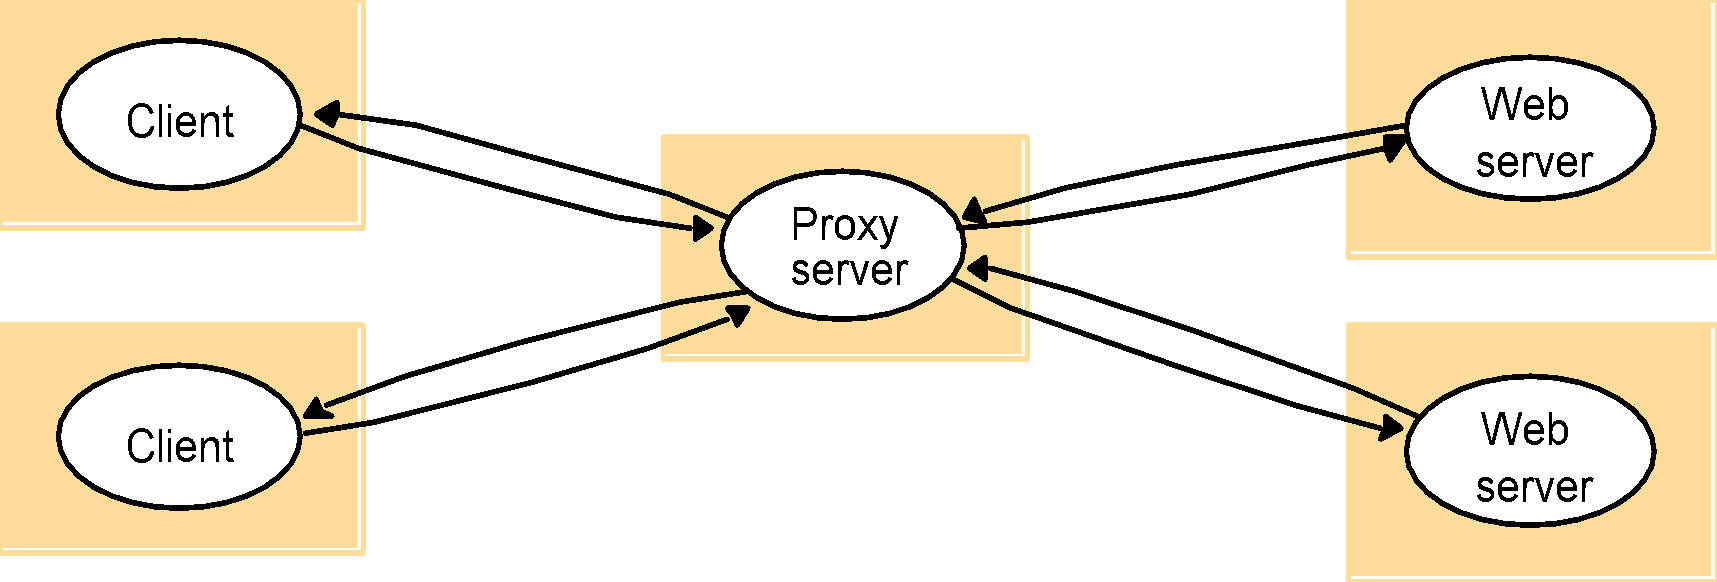 Client
Web
server
Proxy
server
Client
Web
server